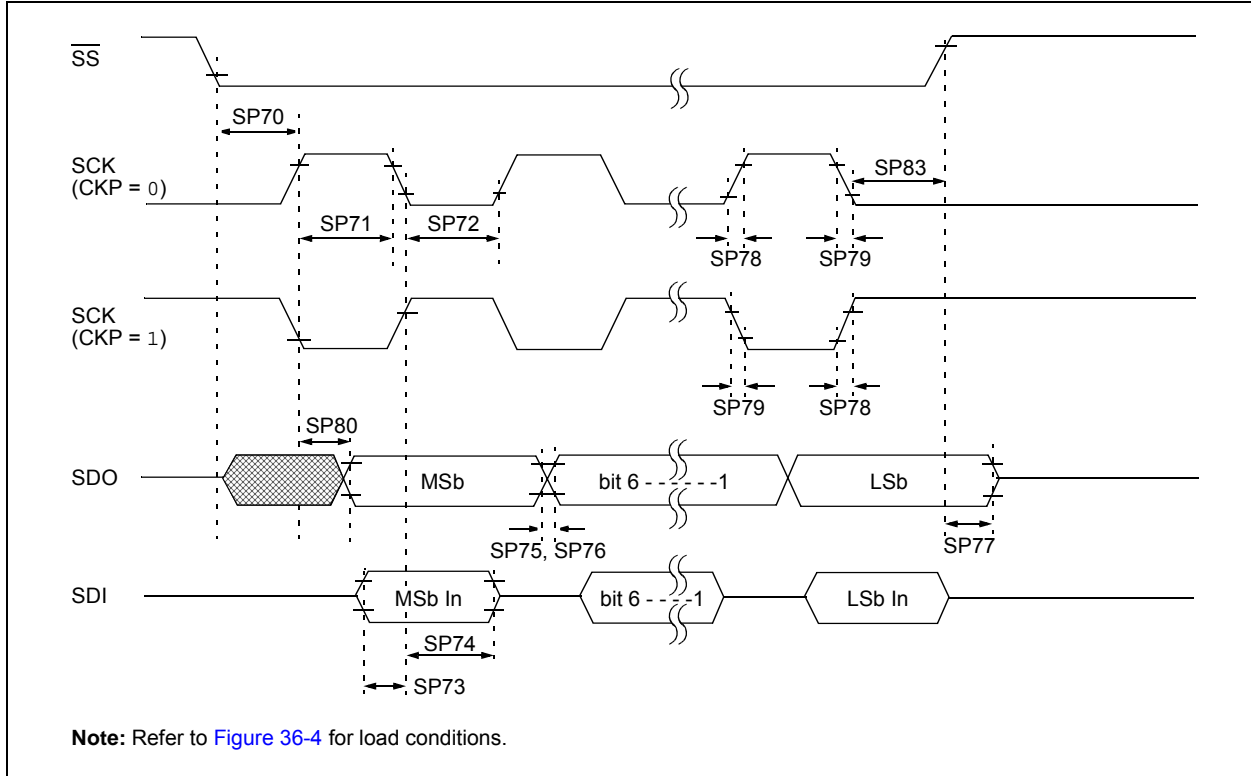 SS
SP70
SCK
(CKP = 0)
SP83
SP71
SP72
SP78
SP79
SCK
(CKP = 1)
SP79
SP78
SP80
SDO
MSb
bit 6 - - - - - -1
LSb
SP75, SP76
SP77
SDI
MSb In
bit 6 - - - -1
LSb In
SP74
SP73
Note: Refer to Figure 36-4 for load conditions.